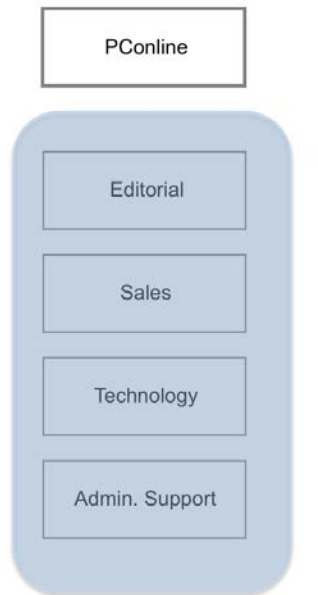 PConline
Editorial
Sales
Technology
Admin. Support